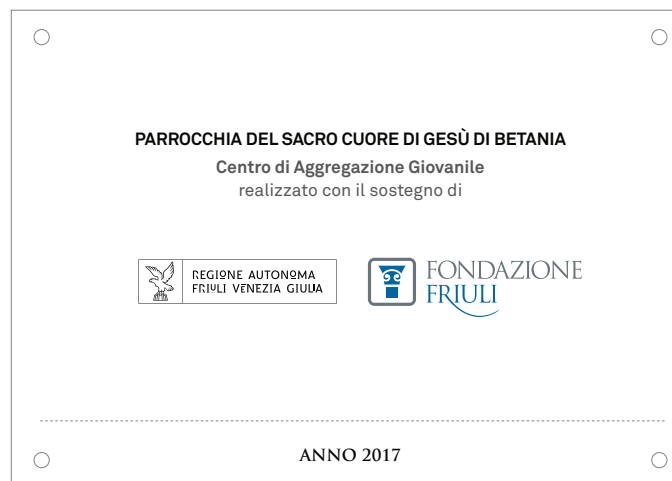 PARROCCHIA DEL SACRO CUORE DI GESÙ DI BETANIA
Centro di Aggregazione Giovanile
realizzato con il sostegno di
REGIONE AUTONOMA
FRIULI VENEZIA GIULIA
FONDAZIONE
FRIULI
ANNO 2017